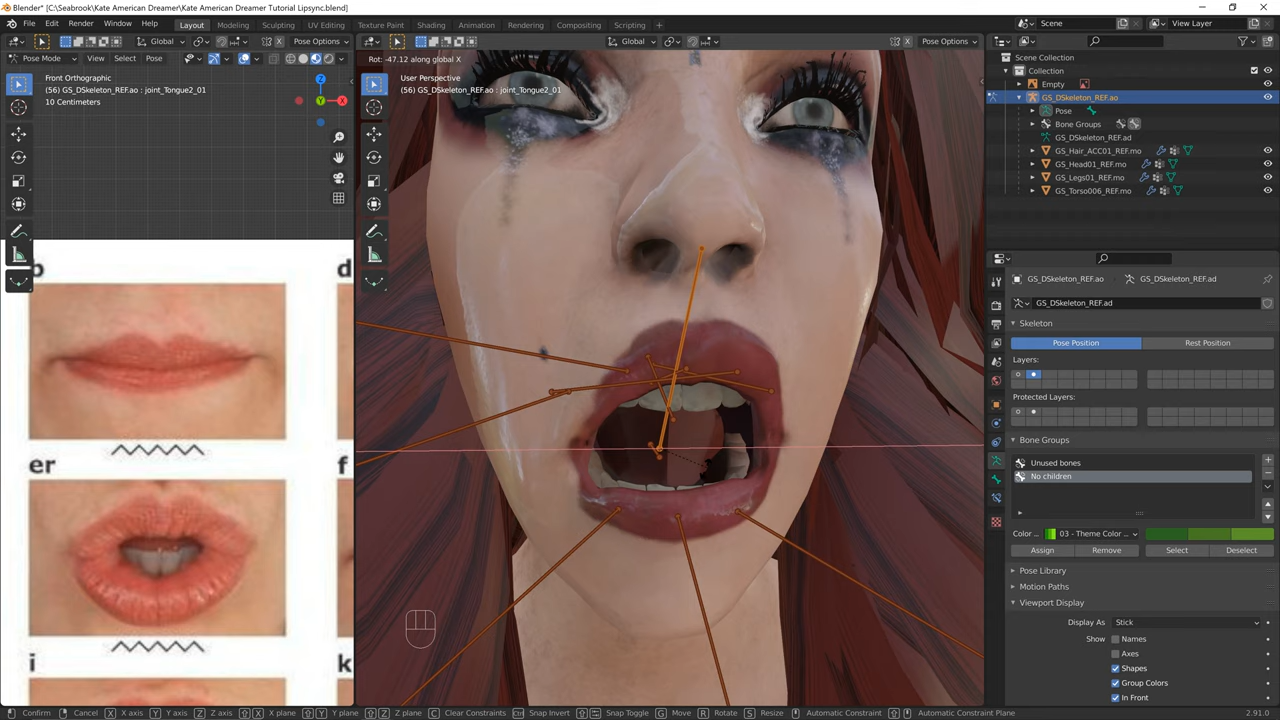 Blender* [C:\Seabrook\Kate American Dreamer\Kate American Dreamer Tutorial Lipsync.blend]
File Edit Render Window Help Layout Modeling Sculpting UV Editing Texture Paint Shading Animation Rendering Compositing Scripting + Scene View Layer
Global Pose Options Global Pose Options
Pose Mode View Select Pose Rot: -47.12 along global X
Front Orthographic User Perspective
(56) GS_DSkeleton_REF.ao : joint_Tongue2_01 (56) GS_DSkeleton_REF.ao : joint_Tongue2_01
10 Centimeters
X
Y
Z
Scene Collection
Collection
Empty
GS_DSkeleton_REF.ao
Pose
Bone Groups
GS_DSkeleton_REF.ad
GS_Hair_ACC01_REF.mo
GS_Head01_REF.mo
GS_Legs01_REF.mo
GS_Torso006_REF.mo
b d
er f
i k
GS_DSkeleton_REF.ao GS_DSkeleton_REF.ad
GS_DSkeleton_REF.ad
Skeleton
Pose Position Rest Position
Layers:
Protected Layers:
Bone Groups
Unused bones
No children
Color ... 03 - Theme Color ...
Assign Remove Select Deselect
Pose Library
Motion Paths
Viewport Display
Display As Stick
Show Names
Axes
Shapes
Group Colors
In Front
Confirm Cancel X X axis Y Y axis Z Z axis X X plane Y Y plane Z Z plane C Clear Constraints Snap Invert Snap Toggle G Move R Rotate S Resize Automatic Constraint Automatic Constraint Plane 2.91.0